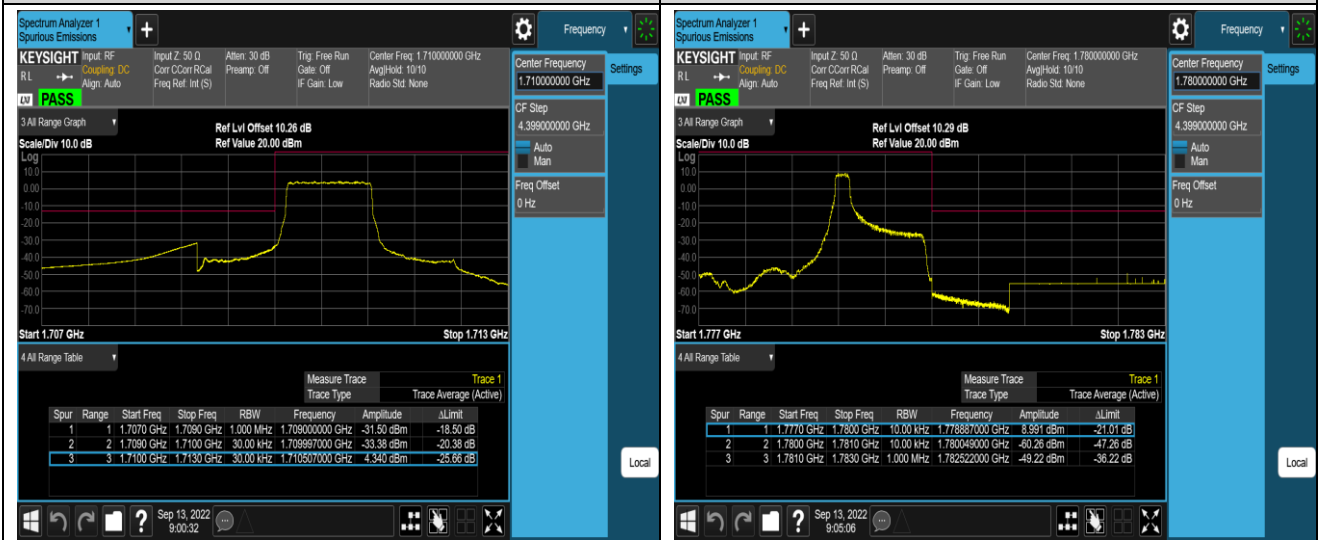 Spectrum Analyzer 1
Spurious Emissions
+
Frequency
KEYSIGHT Input: RF Input Z: 50 Ω Atten: 30 dB Trig: Free Run Center Freq: 1.710000000 GHz
Coupling: DC Corr CCorr RCal Preamp: Off Gate: Off Avg|Hold: 10/10
RL Align: Auto Freq Ref: Int (S) IF Gain: Low Radio Std: None
LXI PASS
Center Frequency
1.710000000 GHz
Settings
CF Step
4.399000000 GHz
Auto
Man
Freq Offset
0 Hz
3 All Range Graph
Ref Lvl Offset 10.26 dB
Scale/Div 10.0 dB Ref Value 20.00 dBm
Log
10.0
0.00
-10.0
-20.0
-30.0
-40.0
-50.0
-60.0
-70.0
Start 1.707 GHz Stop 1.713 GHz
4 All Range Table
Measure Trace Trace 1
Trace Type Trace Average (Active)
Spur Range Start Freq Stop Freq RBW Frequency Amplitude ΔLimit
1 1 1.7070 GHz 1.7090 GHz 1.000 MHz 1.709000000 GHz -31.50 dBm -18.50 dB
2 2 1.7090 GHz 1.7100 GHz 30.00 kHz 1.709997000 GHz -33.38 dBm -20.38 dB
3 3 1.7100 GHz 1.7130 GHz 30.00 kHz 1.710507000 GHz 4.340 dBm -25.66 dB
Local
? Sep 13, 2022
9:00:32
Spectrum Analyzer 1
Spurious Emissions
+
Frequency
KEYSIGHT Input: RF Input Z: 50 Ω Atten: 30 dB Trig: Free Run Center Freq: 1.780000000 GHz
Coupling: DC Corr CCorr RCal Preamp: Off Gate: Off Avg|Hold: 10/10
RL Align: Auto Freq Ref: Int (S) IF Gain: Low Radio Std: None
LXI PASS
Center Frequency
1.780000000 GHz
Settings
CF Step
4.399000000 GHz
Auto
Man
Freq Offset
0 Hz
3 All Range Graph
Ref Lvl Offset 10.29 dB
Scale/Div 10.0 dB Ref Value 20.00 dBm
Log
10.0
0.00
-10.0
-20.0
-30.0
-40.0
-50.0
-60.0
-70.0
Start 1.777 GHz Stop 1.783 GHz
4 All Range Table
Measure Trace Trace 1
Trace Type Trace Average (Active)
Spur Range Start Freq Stop Freq RBW Frequency Amplitude ΔLimit
1 1 1.7770 GHz 1.7800 GHz 10.00 kHz 1.778887000 GHz 8.991 dBm -21.01 dB
2 2 1.7800 GHz 1.7810 GHz 10.00 kHz 1.780049000 GHz -60.26 dBm -47.26 dB
3 3 1.7810 GHz 1.7830 GHz 1.000 MHz 1.782522000 GHz -49.22 dBm -36.22 dB
Local
? Sep 13, 2022
9:05:06